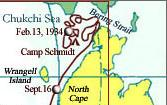 Chukchi Sea
Bering Strait
Feb.13, 1934
Camp Schmidt
Wrangell
Island
Sept.16
North
Cape